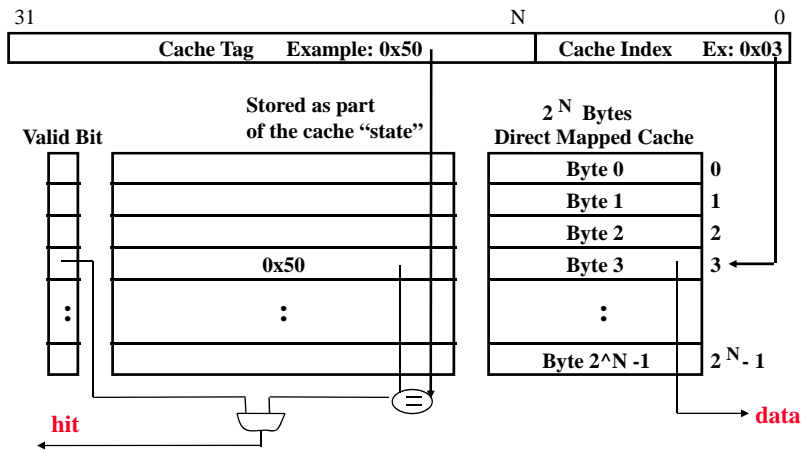 31 N 0
Cache Tag Example: 0x50 Cache Index Ex: 0x03
Stored as part
of the cache “state”
2 N Bytes
Valid Bit
Direct Mapped Cache
Byte 0 0
Byte 1 1
Byte 2 2
0x50 Byte 3 3
: : :
Byte 2^N -1 2 N - 1
=
hit
data